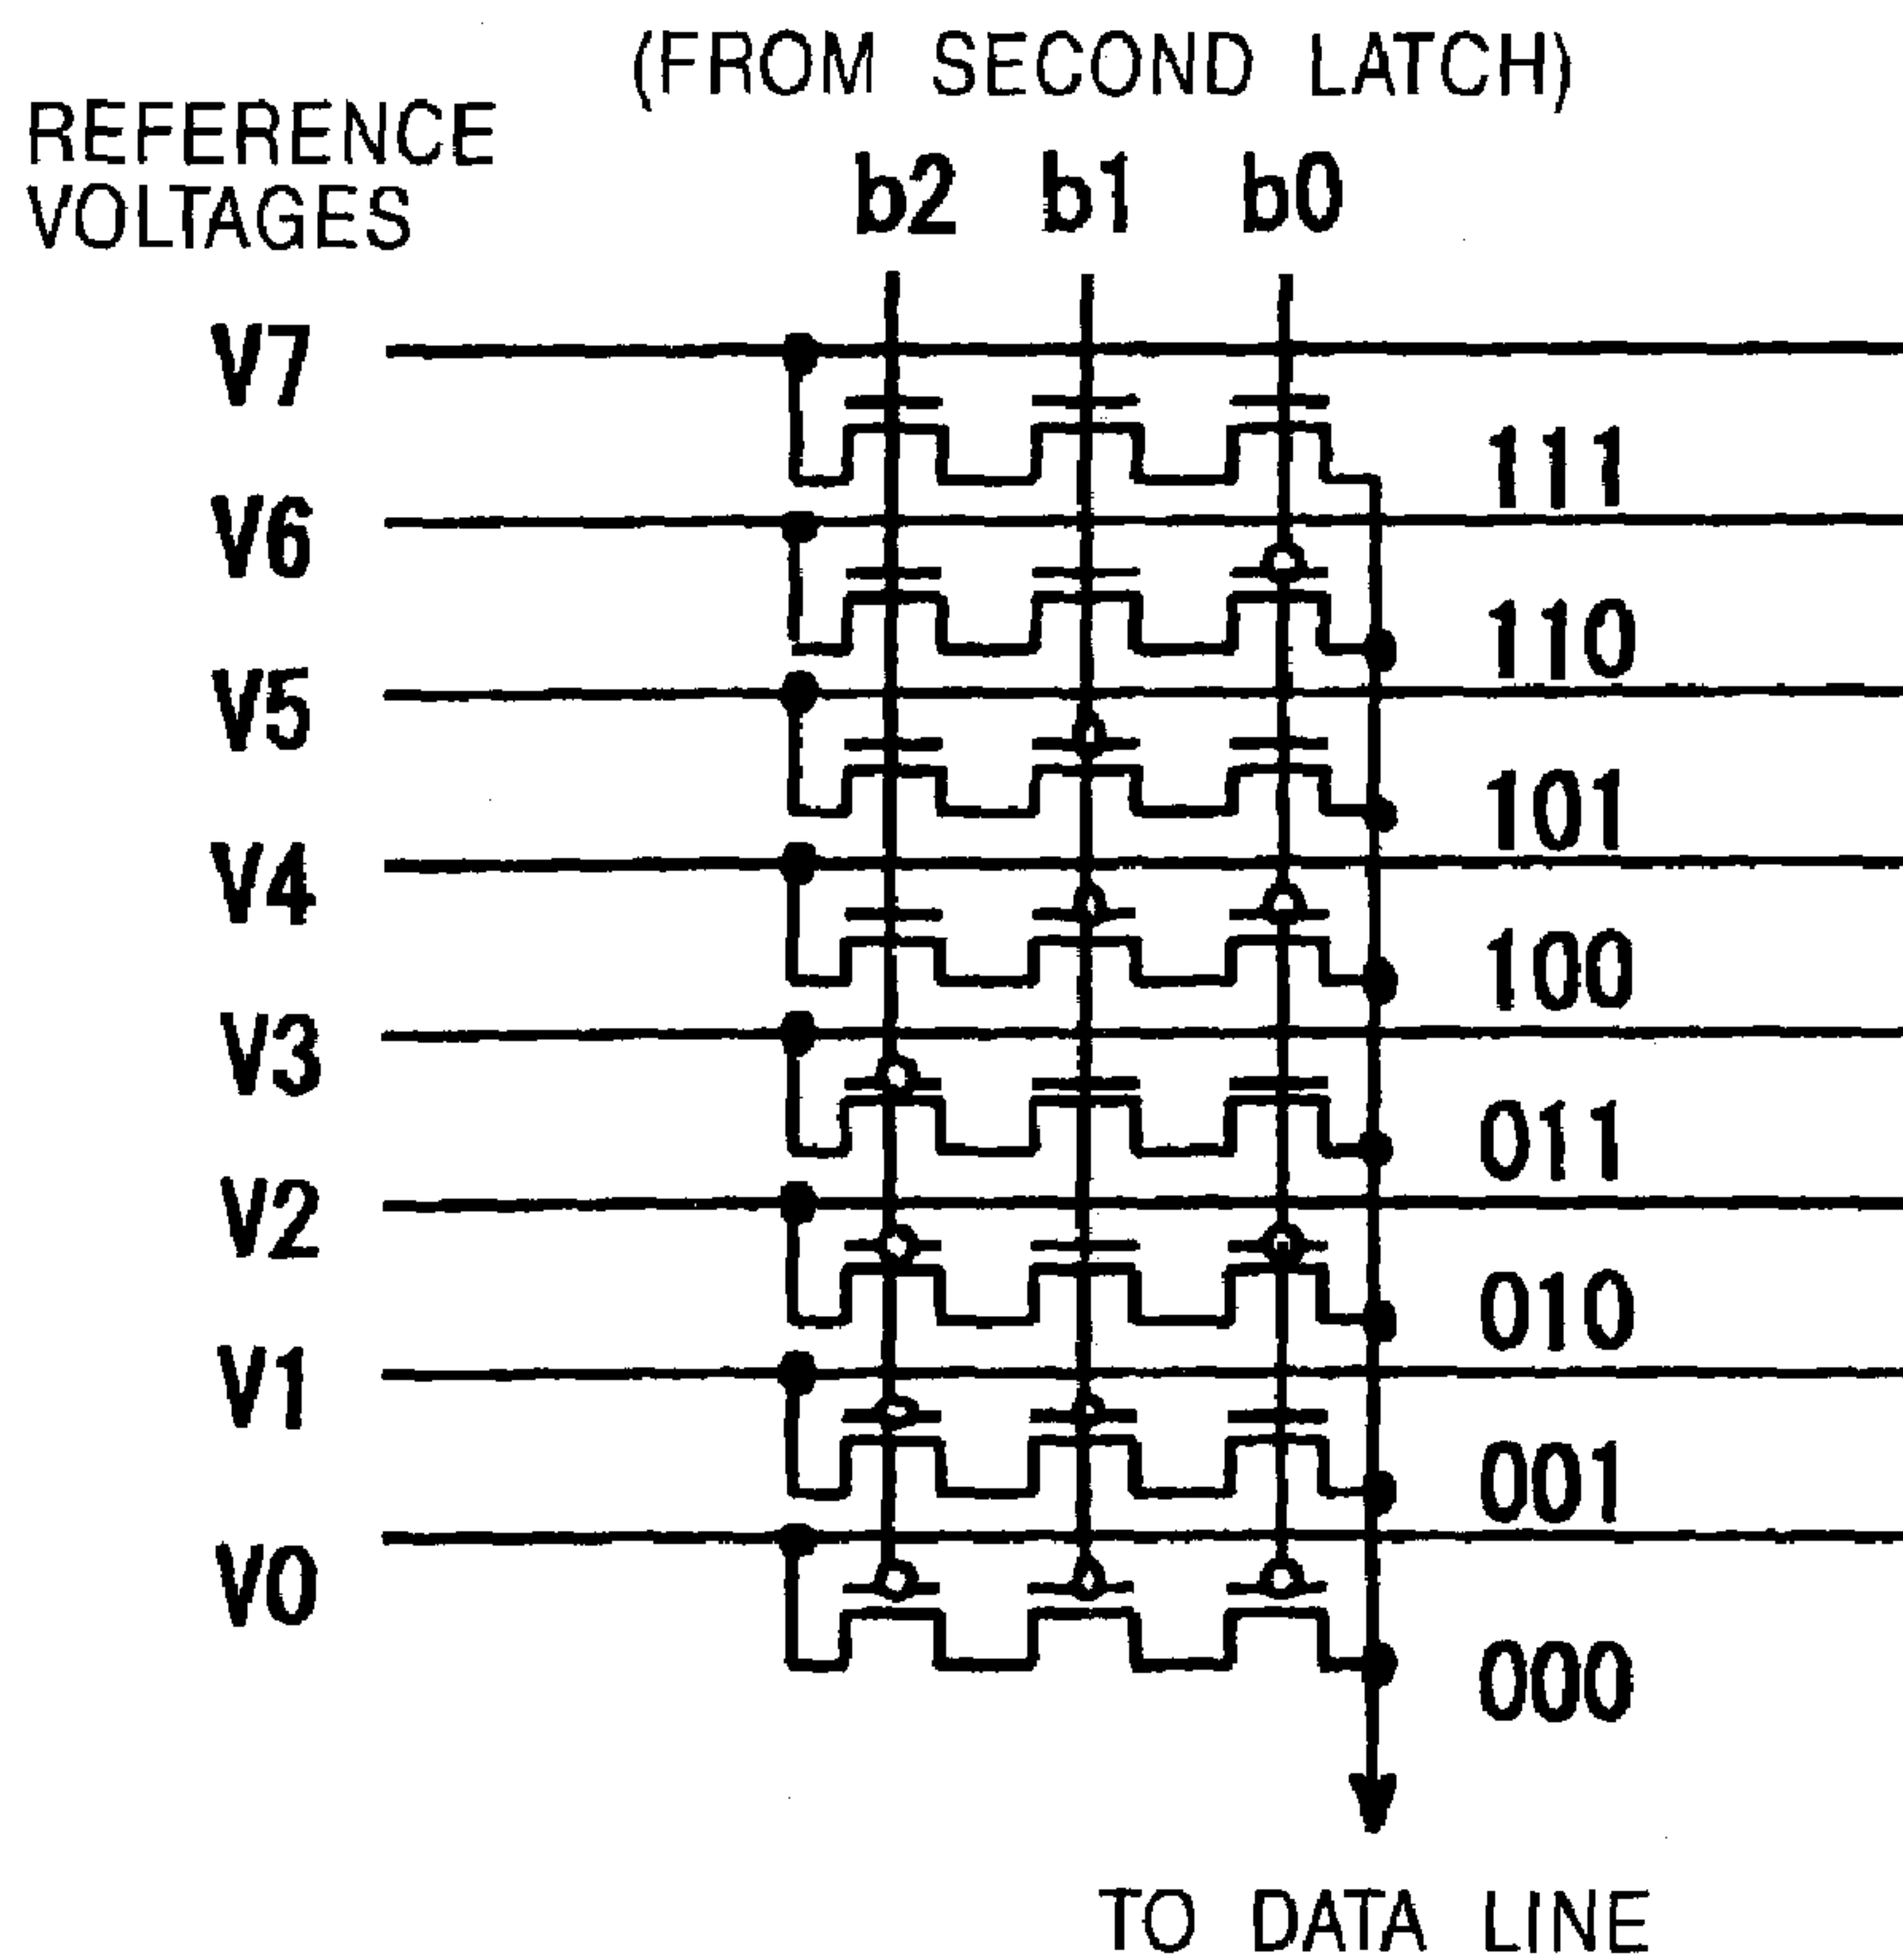 (FROM SECOND LATCH)
REFERENCE
VOLTAGES
b2 b1 b0
V7
111
V6
110
V5
101
V4
100
V3
011
V2
010
V1
001
V0
000
TO DATA LINE